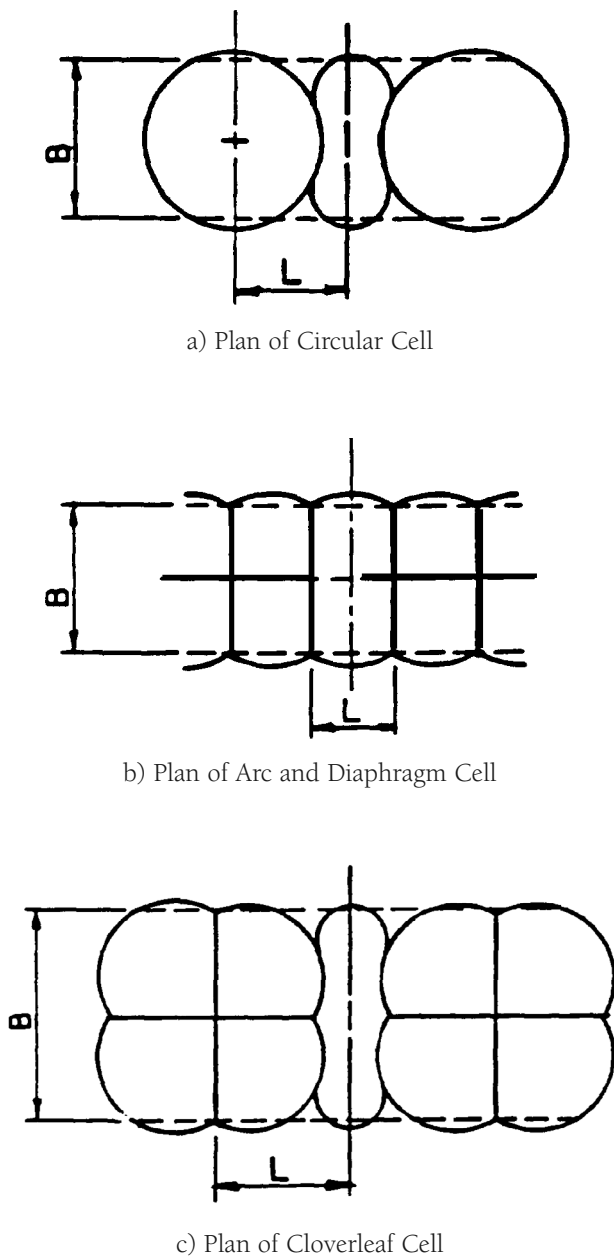 B
L
a) Plan of Circular Cell
B
L
b) Plan of Arc and Diaphragm Cell
B
L
c) Plan of Cloverleaf Cell